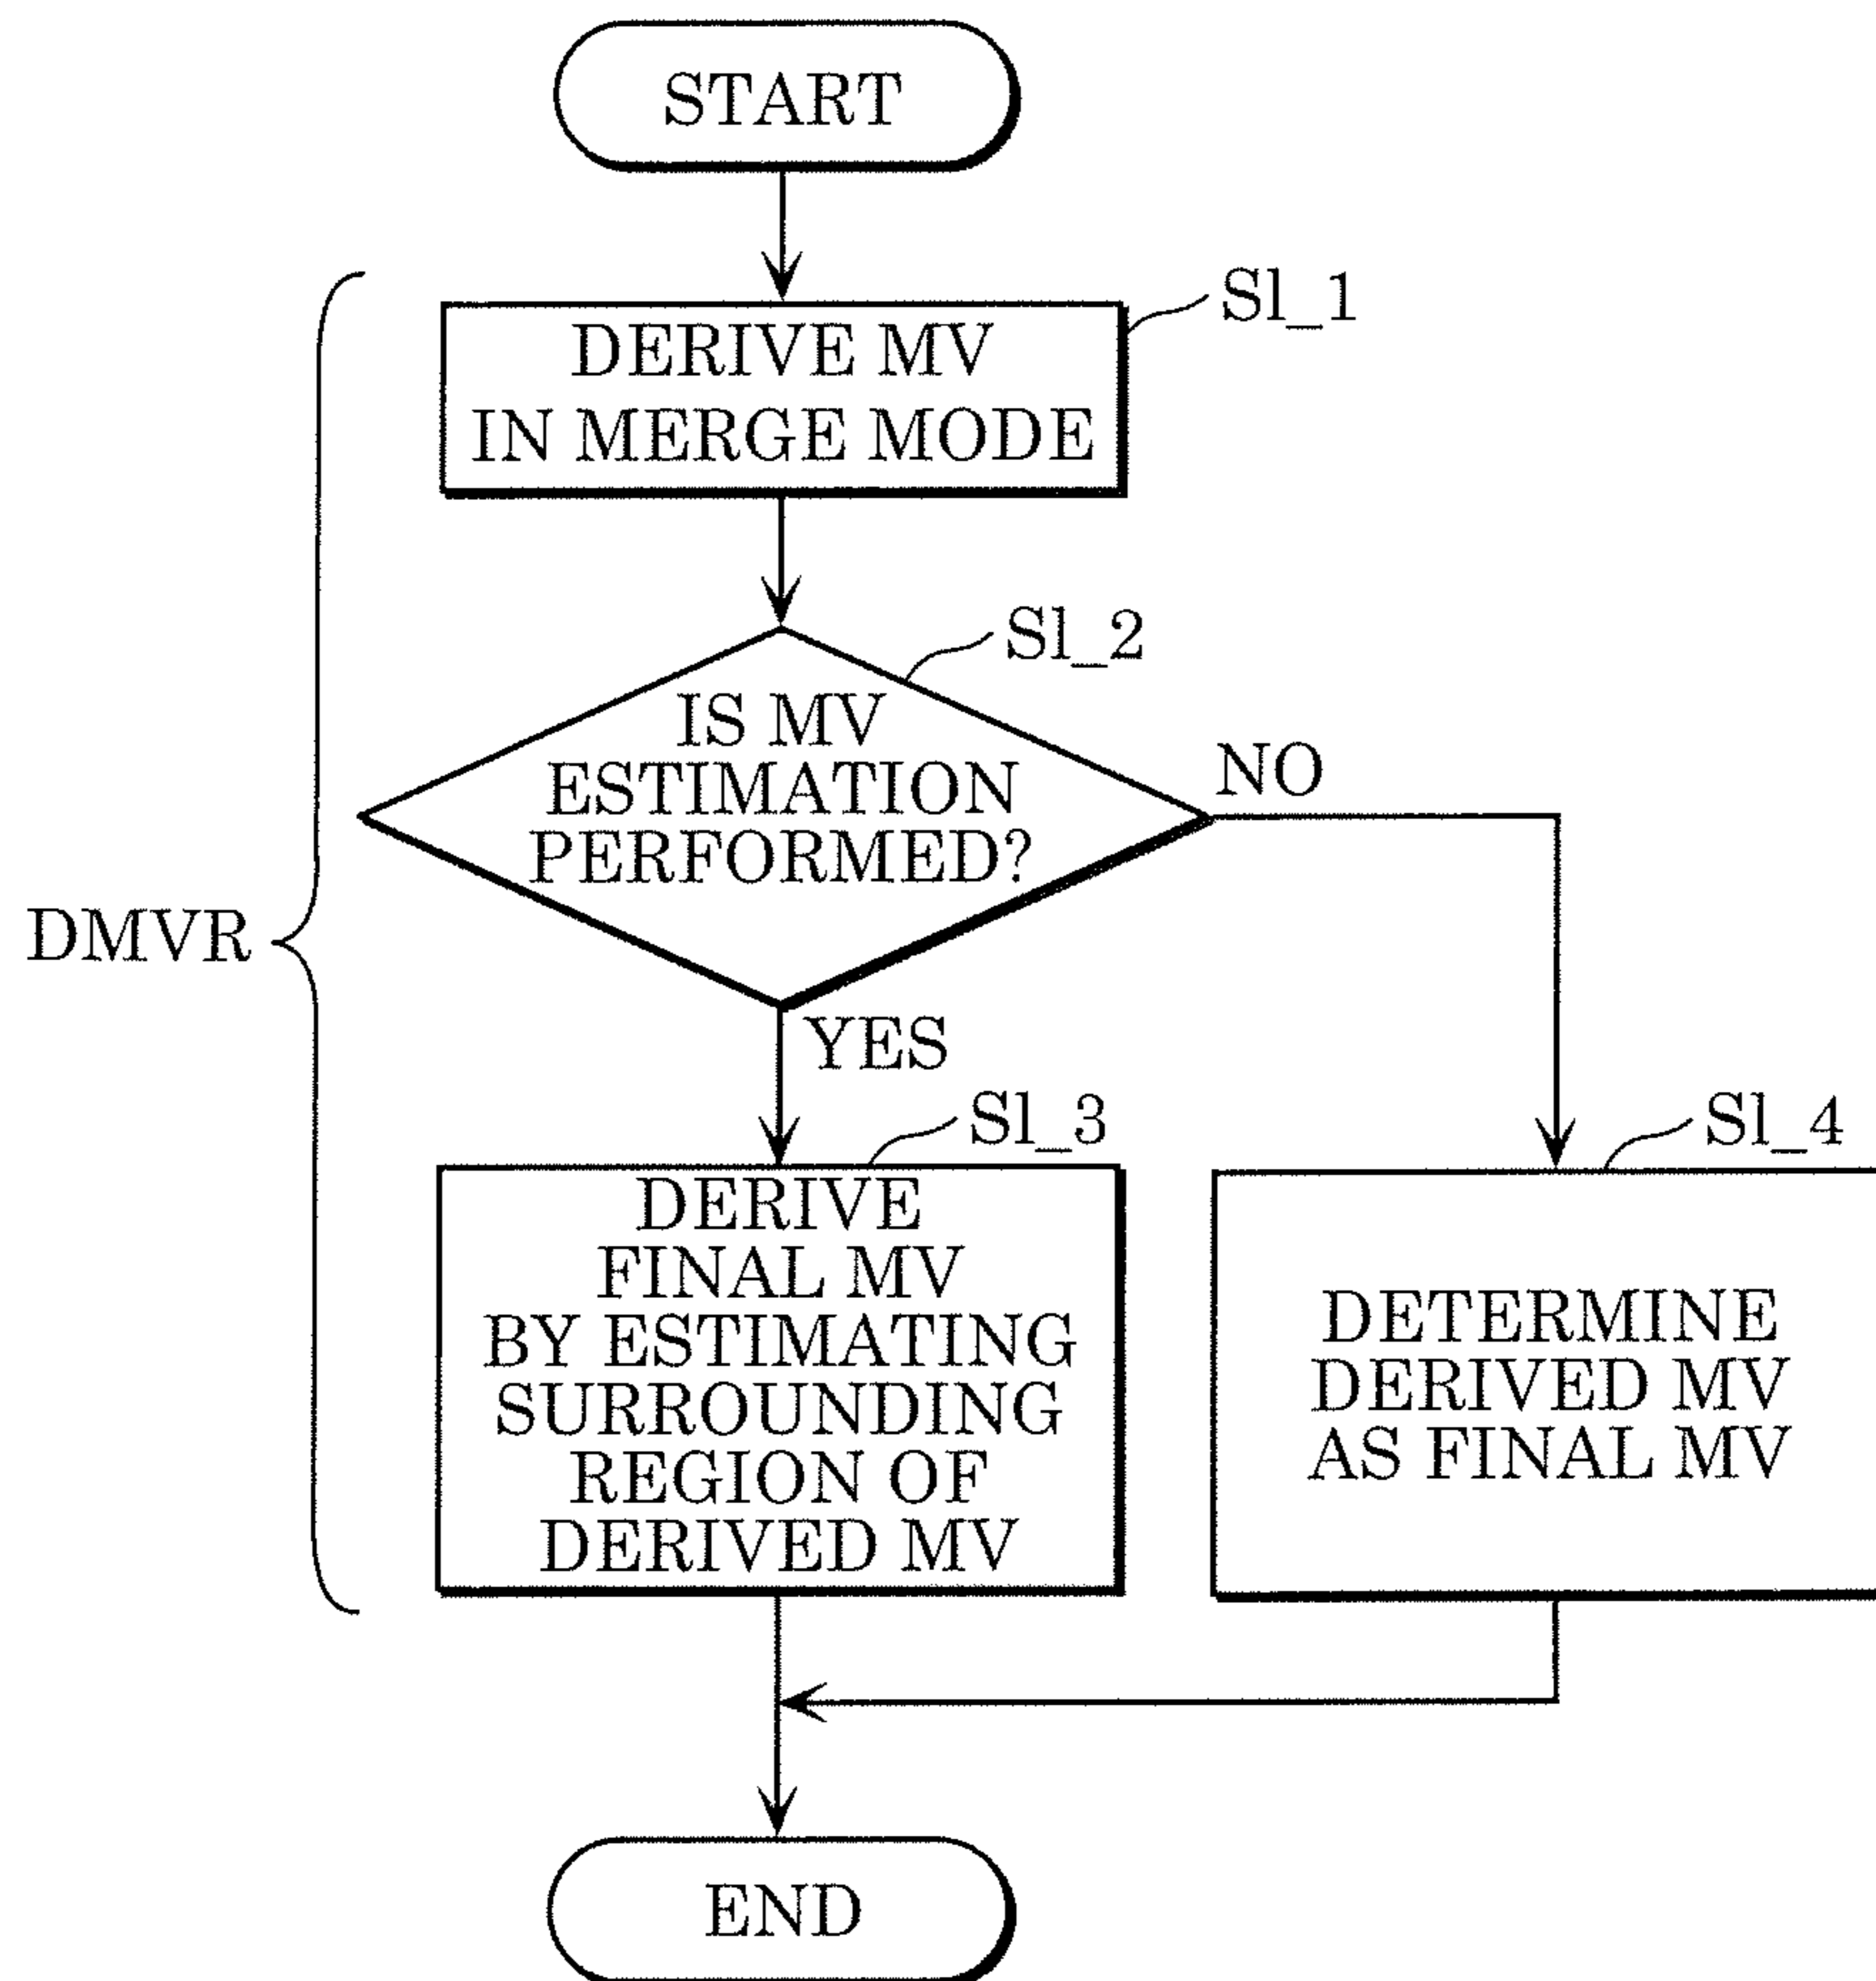 START
Sl_1
DERIVE MV
IN MERGE MODE
Sl_2
IS MV
ESTIMATION
PERFORMED?
NO
DMVR
YES
Sl_3
DERIVE
FINAL MV
BY ESTIMATING
SURROUNDING
REGION OF
DERIVED MV
Sl_4
DETERMINE
DERIVED MV
AS FINAL MV
END